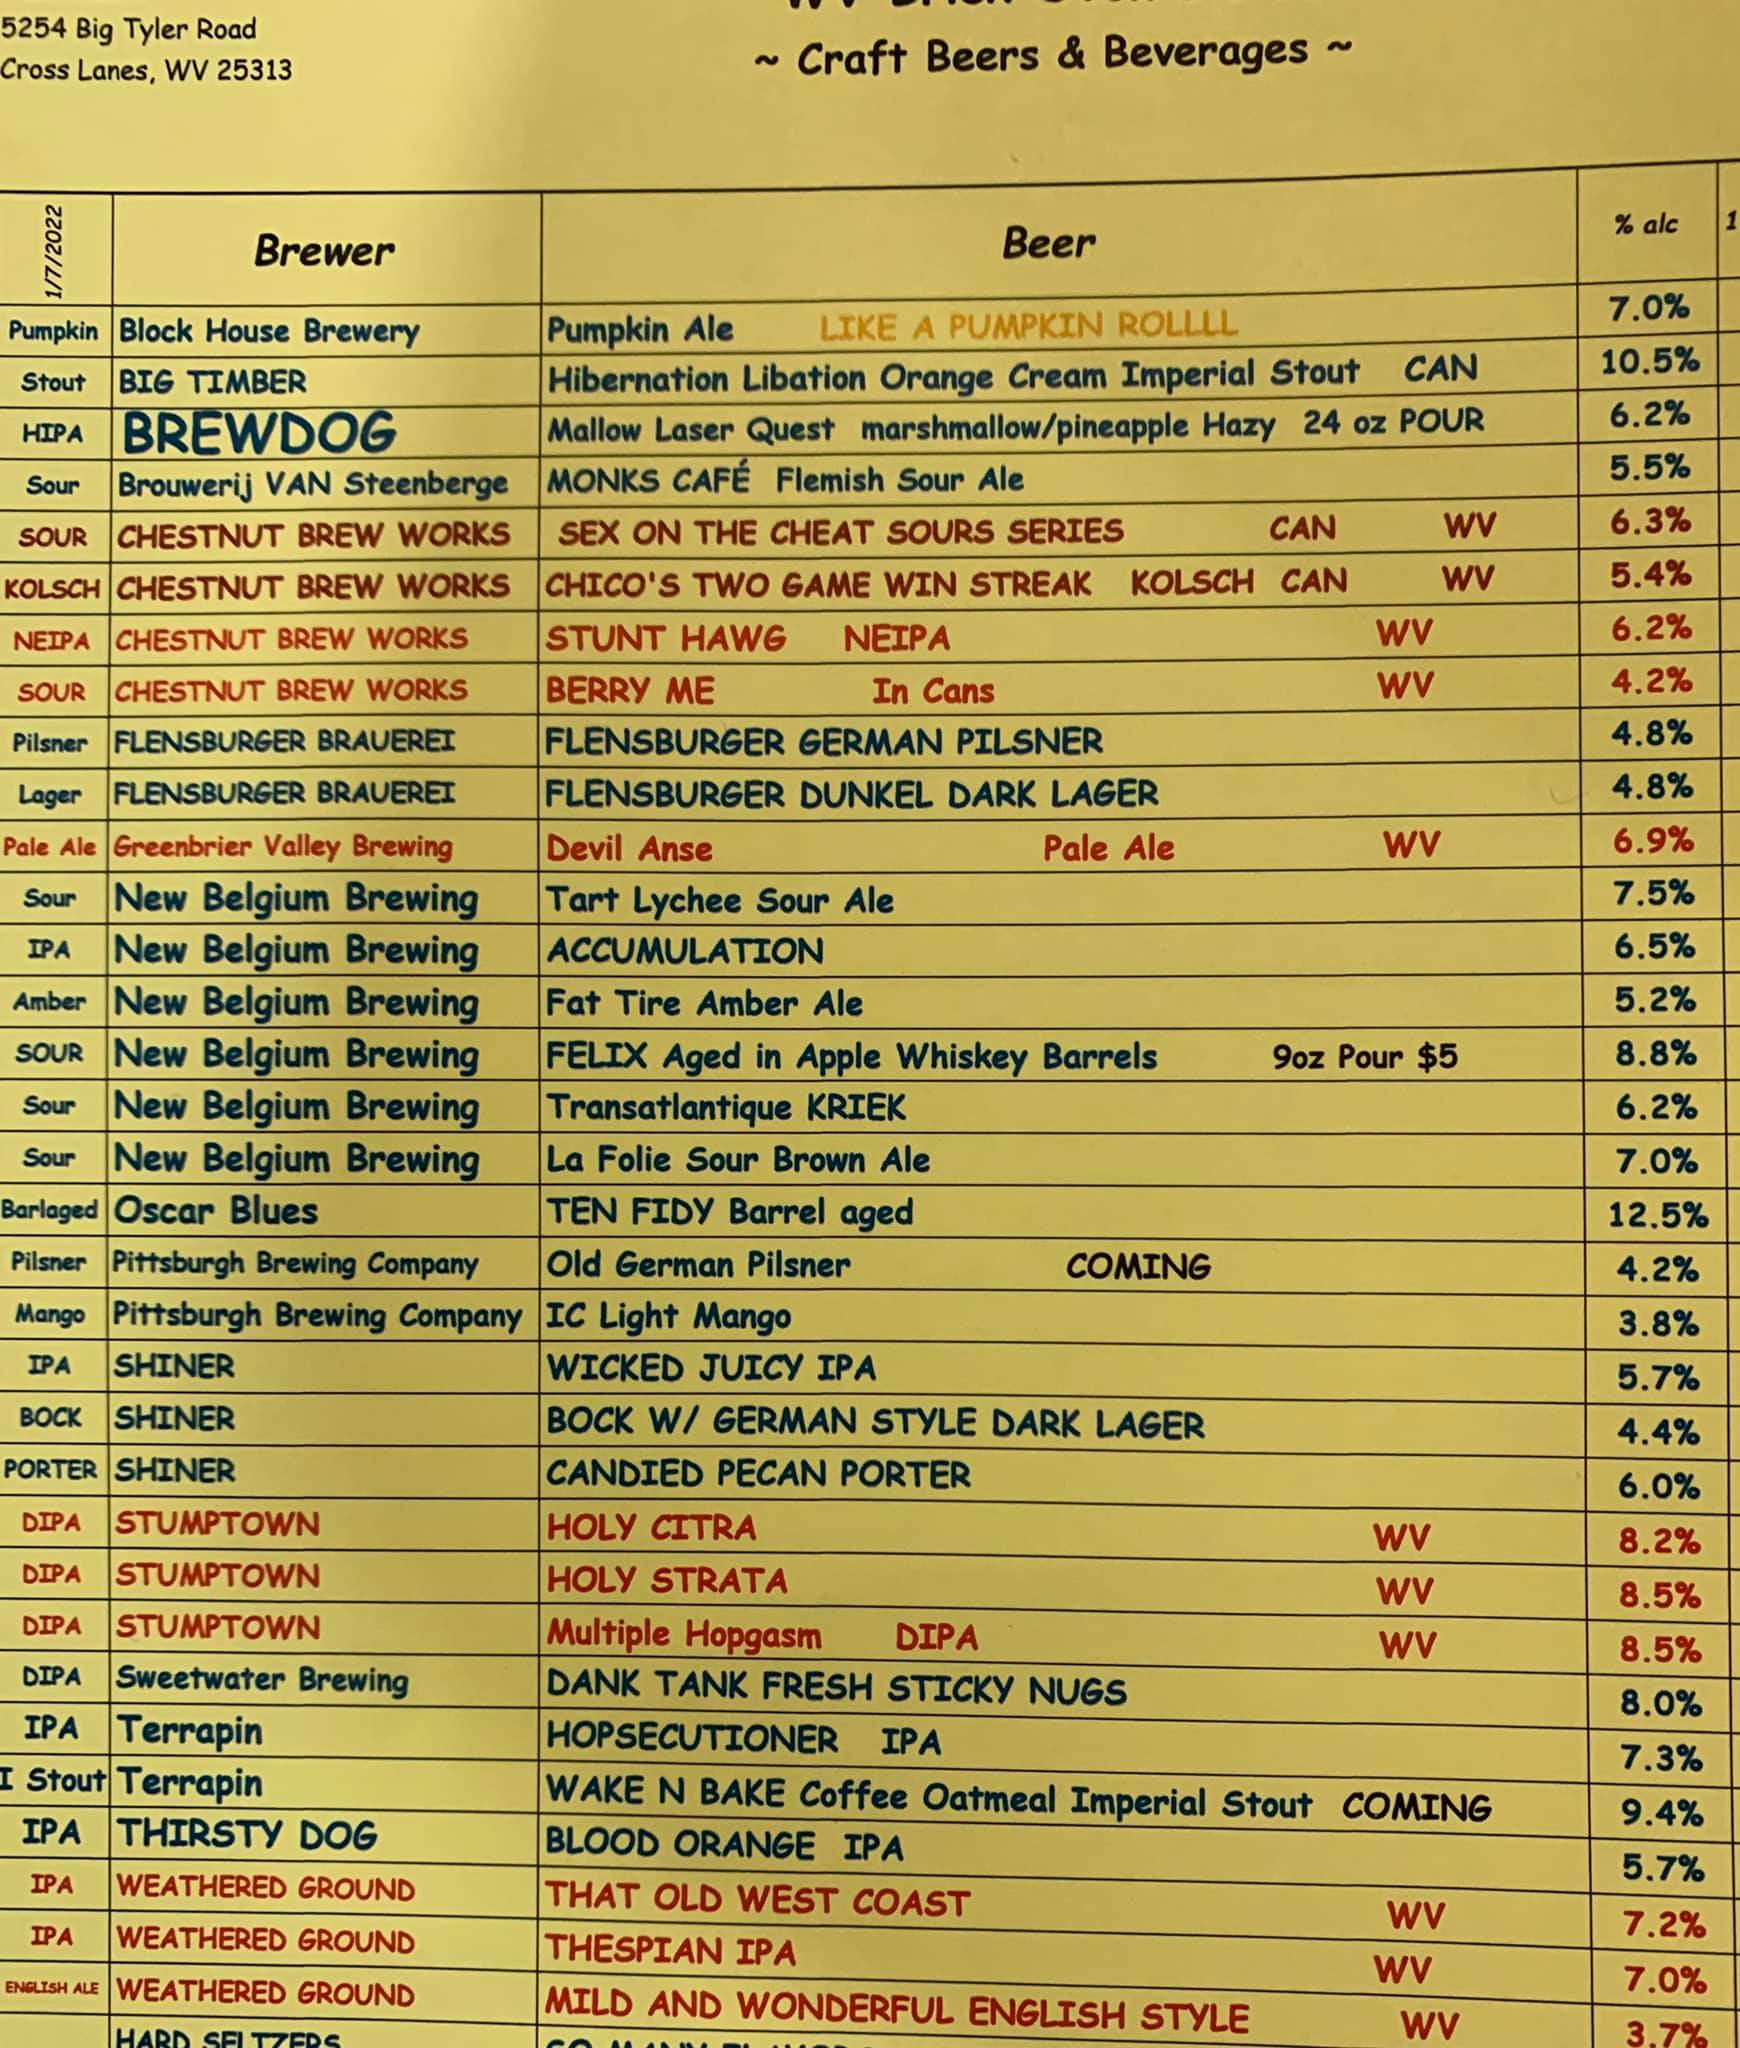 5254 Big Tyler Road
Cross Lanes, WV 25313
~ Craft Beers & Beverages ~
1/7/2022 Brewer Beer % alc 1
Pumpkin Block House Brewery Pumpkin Ale LIKE A PUMPKIN ROLLLL 7.0%
Stout BIG TIMBER Hibernation Libation Orange Cream Imperial Stout CAN 10.5%
HIPA BREWDOG Mallow Laser Quest marshmallow/pineapple Hazy 24 oz POUR 6.2%
Sour Brouwerij VAN Steenberge MONKS CAFÉ Flemish Sour Ale 5.5%
SOUR CHESTNUT BREW WORKS SEX ON THE CHEAT SOURS SERIES CAN WV 6.3%
KOLSCH CHESTNUT BREW WORKS CHICO'S TWO GAME WIN STREAK KOLSCH CAN WV 5.4%
NEIPA CHESTNUT BREW WORKS STUNT HAWG NEIPA WV 6.2%
SOUR CHESTNUT BREW WORKS BERRY ME In Cans WV 4.2%
Pilsner FLENSBURGER BRAUEREI FLENSBURGER GERMAN PILSNER 4.8%
Lager FLENSBURGER BRAUEREI FLENSBURGER DUNKEL DARK LAGER 4.8%
Pale Ale Greenbrier Valley Brewing Devil Anse Pale Ale WV 6.9%
Sour New Belgium Brewing Tart Lychee Sour Ale 7.5%
IPA New Belgium Brewing ACCUMULATION 6.5%
Amber New Belgium Brewing Fat Tire Amber Ale 5.2%
SOUR New Belgium Brewing FELIX Aged in Apple Whiskey Barrels 9oz Pour $5 8.8%
Sour New Belgium Brewing Transatlantique KRIEK 6.2%
Sour New Belgium Brewing La Folie Sour Brown Ale 7.0%
Barlaged Oscar Blues TEN FIDY Barrel aged 12.5%
Pilsner Pittsburgh Brewing Company Old German Pilsner COMING 4.2%
Mango Pittsburgh Brewing Company IC Light Mango 3.8%
IPA SHINER WICKED JUICY IPA 5.7%
BOCK SHINER BOCK W/ GERMAN STYLE DARK LAGER 4.4%
PORTER SHINER CANDIED PECAN PORTER 6.0%
DIPA STUMPTOWN HOLY CITRA WV 8.2%
DIPA STUMPTOWN HOLY STRATA WV 8.5%
DIPA STUMPTOWN Multiple Hopgasm DIPA WV 8.5%
DIPA Sweetwater Brewing DANK TANK FRESH STICKY NUGS 8.0%
IPA Terrapin HOPSECUTIONER IPA 7.3%
I Stout Terrapin WAKE N BAKE Coffee Oatmeal Imperial Stout COMING 9.4%
IPA THIRSTY DOG BLOOD ORANGE IPA 5.7%
IPA WEATHERED GROUND THAT OLD WEST COAST WV 7.2%
IPA WEATHERED GROUND THESPIAN IPA WV 7.0%
ENGLISH ALE WEATHERED GROUND MILD AND WONDERFUL ENGLISH STYLE WV 3.7%
HARD SELTZERS